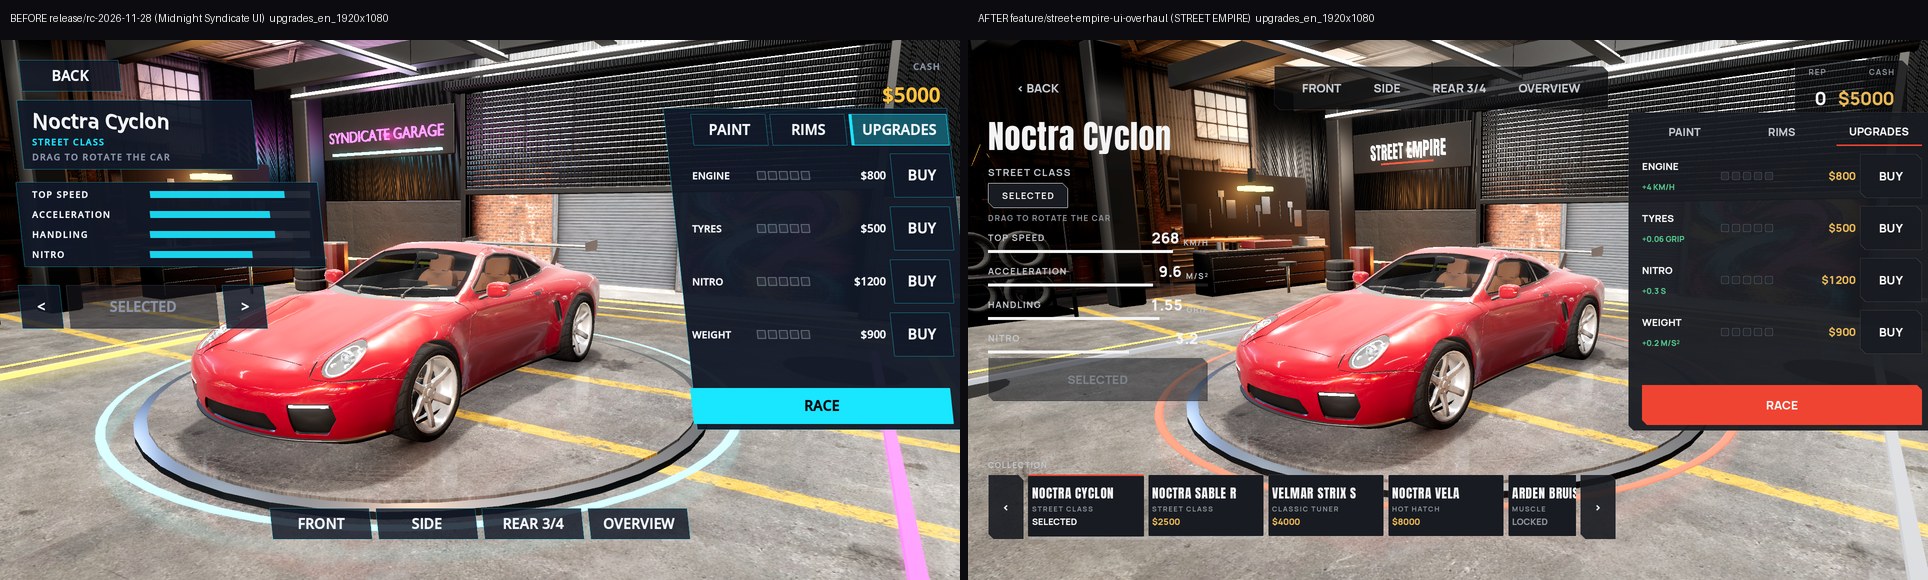 BEFORE release/rc-2026-11-28 (Midnight Syndicate UI) upgrades_en_1920x1080
BACK
CASH
$5000
Noctra Cyclon
STREET CLASS
DRAG TO ROTATE THE CAR
SYNDICATE GARAGE
TOP SPEED
ACCELERATION
HANDLING
NITRO
< SELECTED >
PAINT RIMS UPGRADES
ENGINE $800 BUY
TYRES $500 BUY
NITRO $1200 BUY
WEIGHT $900 BUY
RACE
FRONT SIDE REAR 3/4 OVERVIEW
AFTER feature/street-empire-ui-overhaul (STREET EMPIRE) upgrades_en_1920x1080
‹ BACK
FRONT SIDE REAR 3/4 OVERVIEW
REP CASH
0 $5000
Noctra Cyclon
STREET CLASS
SELECTED
DRAG TO ROTATE THE CAR
STREET EMPIRE
TOP SPEED 268 KM/H
ACCELERATION 9.6 M/S²
HANDLING 1.55
NITRO 3.2
SELECTED
PAINT RIMS UPGRADES
ENGINE $800 BUY
+4 KM/H
TYRES $500 BUY
+0.06 GRIP
NITRO $1200 BUY
+0.3 S
WEIGHT $900 BUY
+0.2 M/S²
RACE
COLLECTION
‹ ›
NOCTRA CYCLON
STREET CLASS
SELECTED
NOCTRA SABLE R
STREET CLASS
$2500
VELMAR STRIX S
CLASSIC TUNER
$4000
NOCTRA VELA
HOT HATCH
$8000
ARDEN BRUIS
MUSCLE
LOCKED